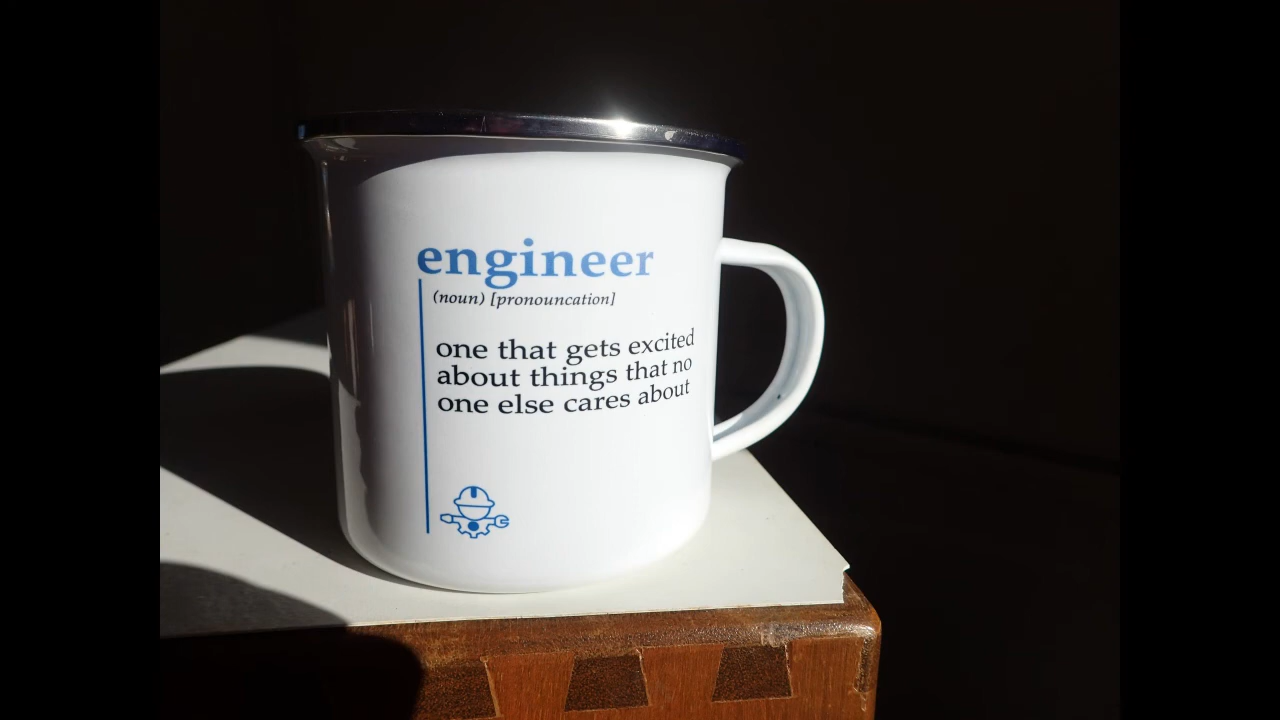 engineer
(noun) [pronouncation]
one that gets excited
about things that no
one else cares about